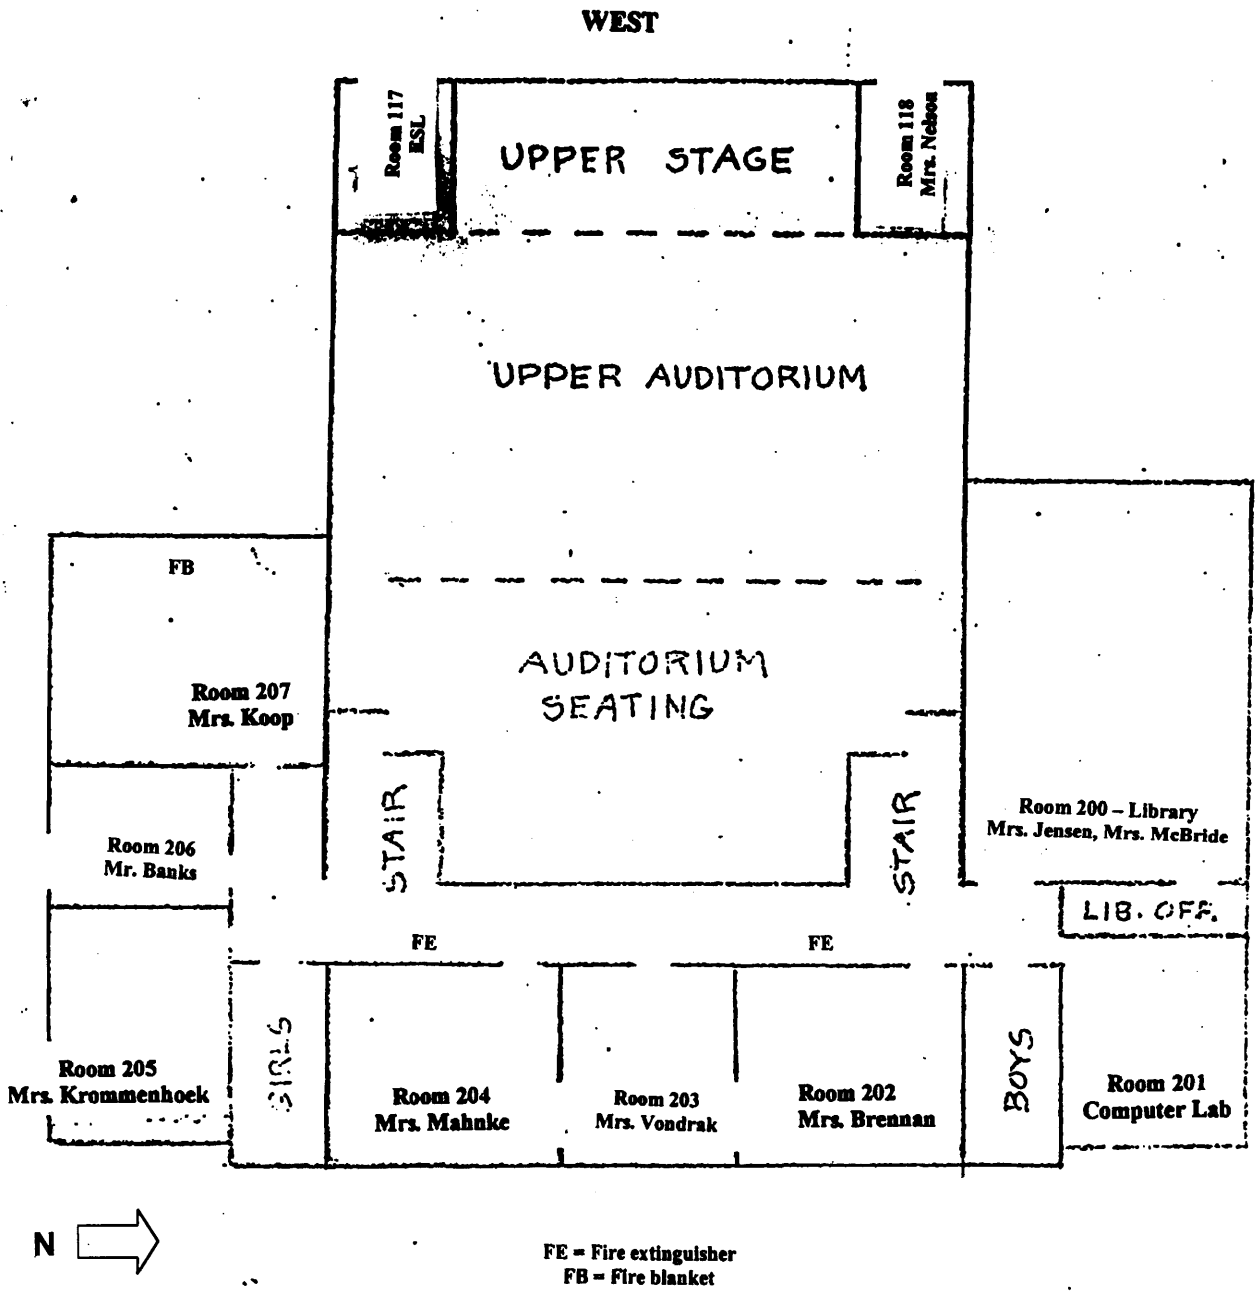 WEST
Room 117
ESL
UPPER STAGE
Room 118
Mrs. Nelson
UPPER AUDITORIUM
FB
Room 207
Mrs. Koop
AUDITORIUM
SEATING
STAIR
STAIR
Room 200 – Library
Mrs. Jensen, Mrs. McBride
Room 206
Mr. Banks
LIB. OFF.
FE
FE
Room 205
Mrs. Krommenhoek
GIRLS
Room 204
Mrs. Mahnke
Room 203
Mrs. Vondrak
Room 202
Mrs. Brennan
BOYS
Room 201
Computer Lab
N
FE = Fire extinguisher
FB = Fire blanket